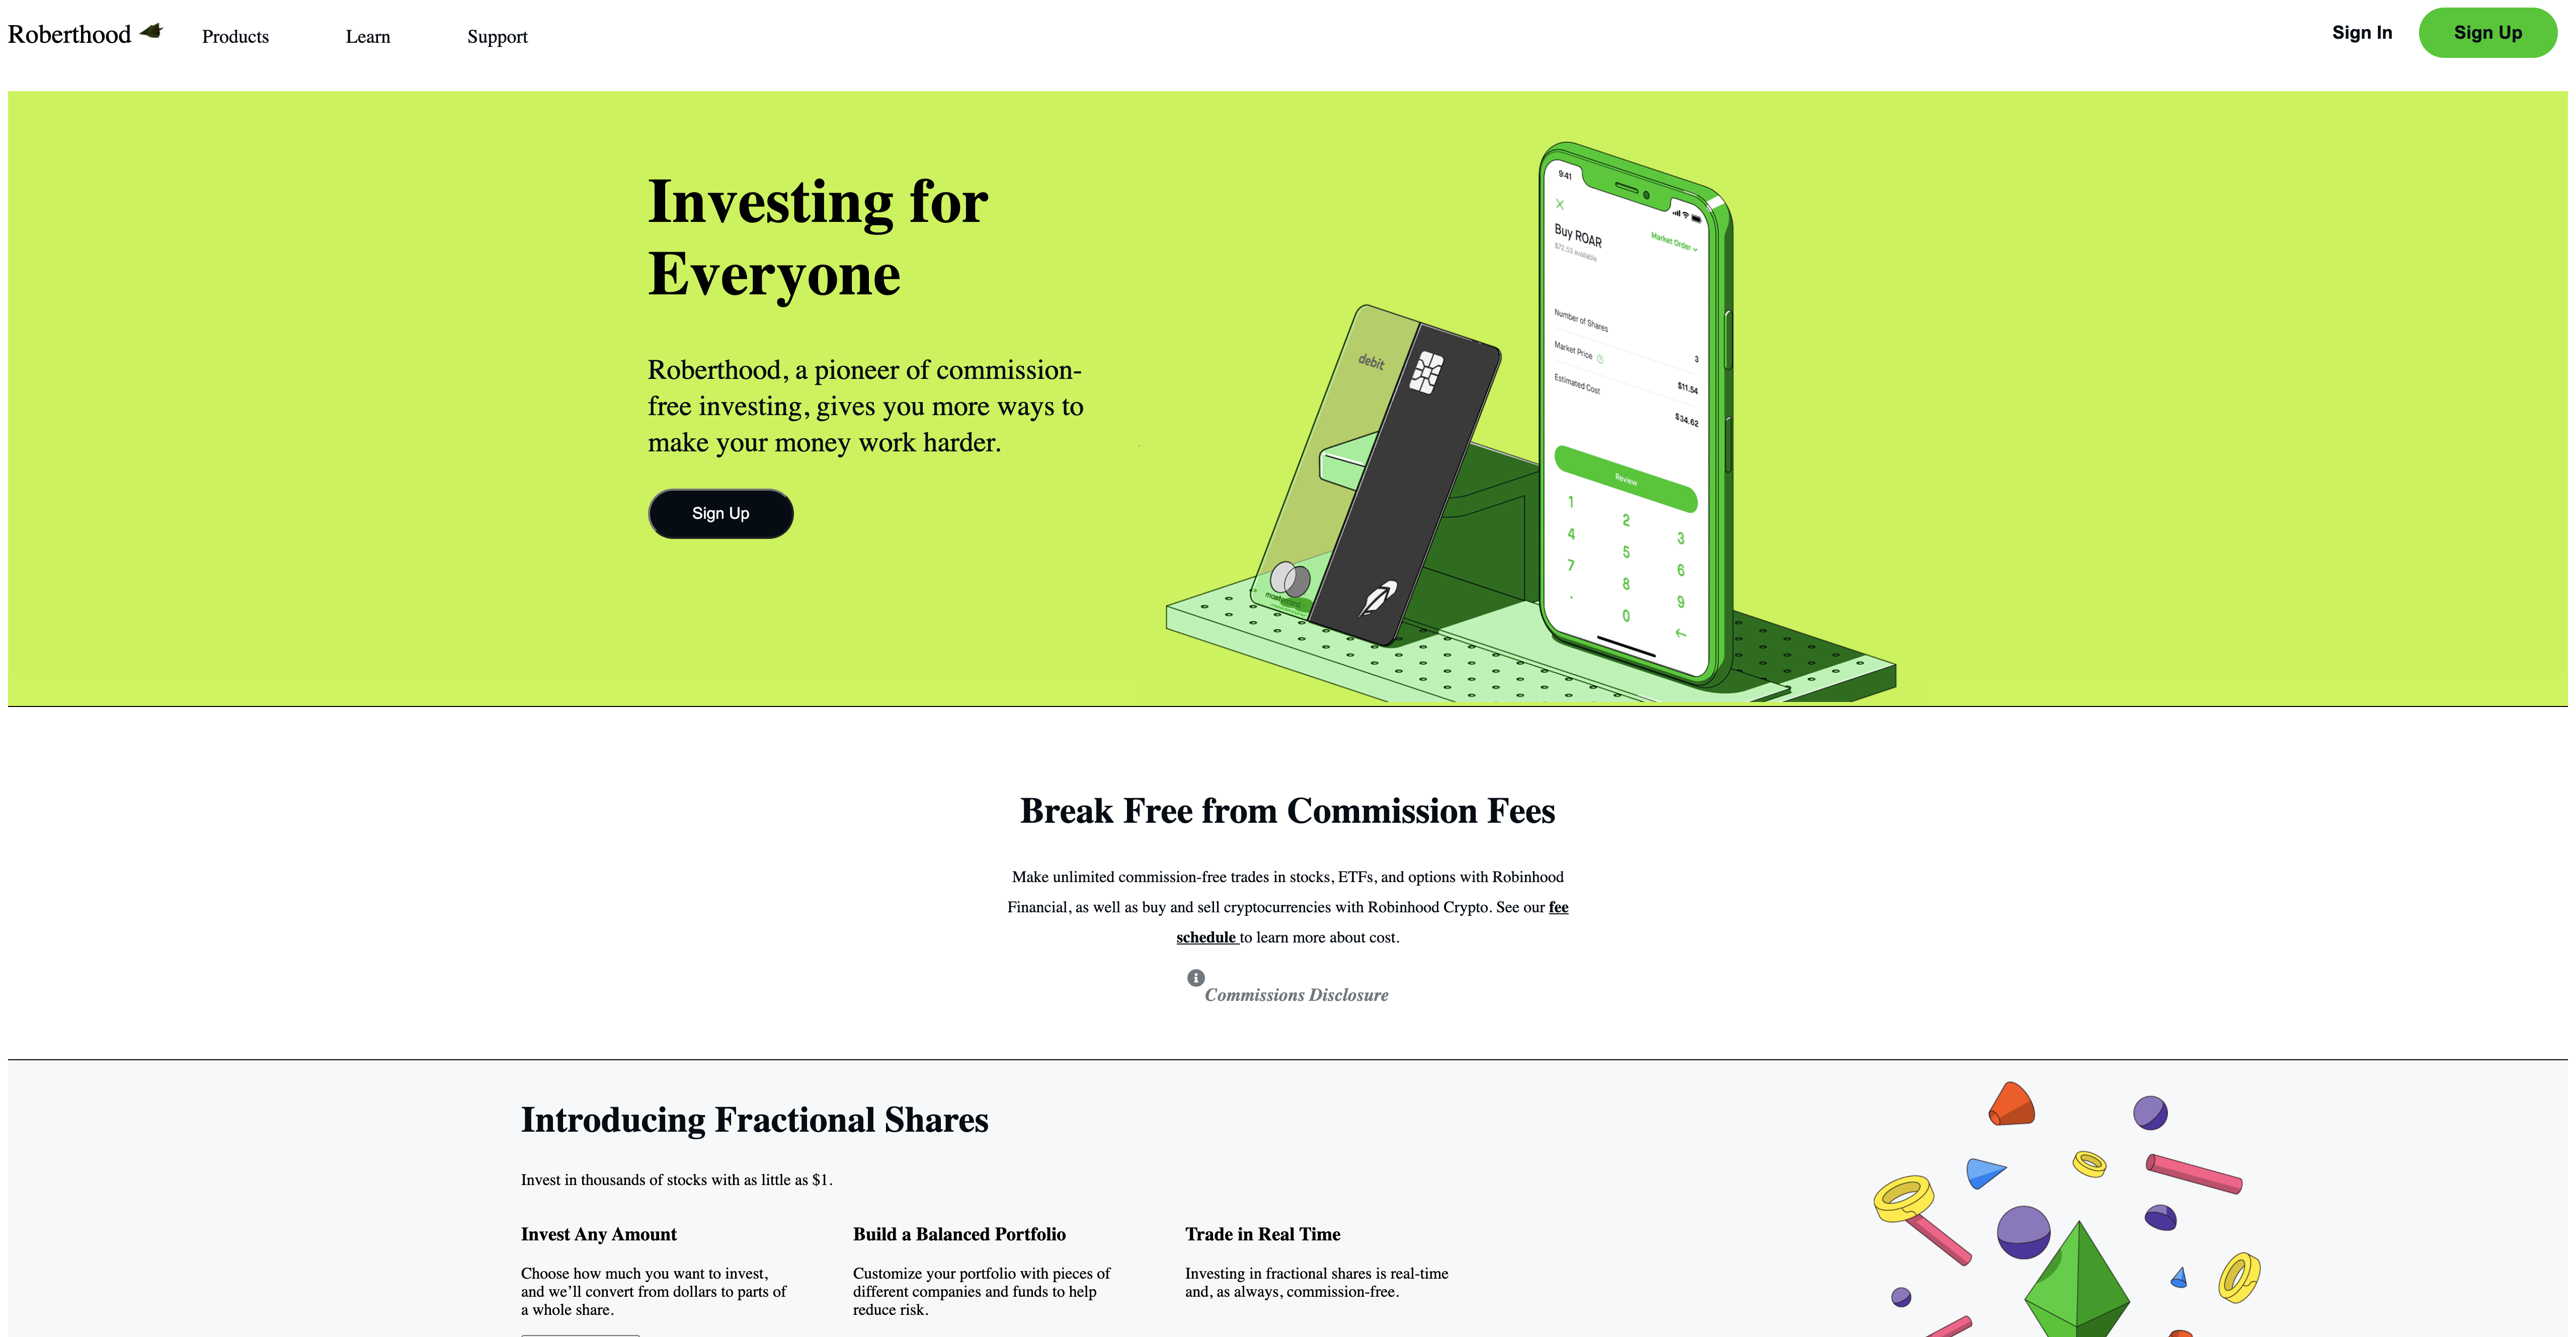 Roberthood
Products
Learn
Support
Sign In
Sign Up
Investing for
Everyone
Roberthood, a pioneer of commission-
free investing, gives you more ways to
make your money work harder.
Sign Up
debit
9:41
Buy ROAR
Market Order
$72.53 available
Number of Shares
3
Market Price
$11.54
Estimated Cost
$34.62
Review
1 2 3
4 5 6
7 8 9
. 0
Break Free from Commission Fees
Make unlimited commission-free trades in stocks, ETFs, and options with Robinhood
Financial, as well as buy and sell cryptocurrencies with Robinhood Crypto. See our fee
schedule to learn more about cost.
Commissions Disclosure
Introducing Fractional Shares
Invest in thousands of stocks with as little as $1.
Invest Any Amount
Choose how much you want to invest,
and we’ll convert from dollars to parts of
a whole share.
Build a Balanced Portfolio
Customize your portfolio with pieces of
different companies and funds to help
reduce risk.
Trade in Real Time
Investing in fractional shares is real-time
and, as always, commission-free.